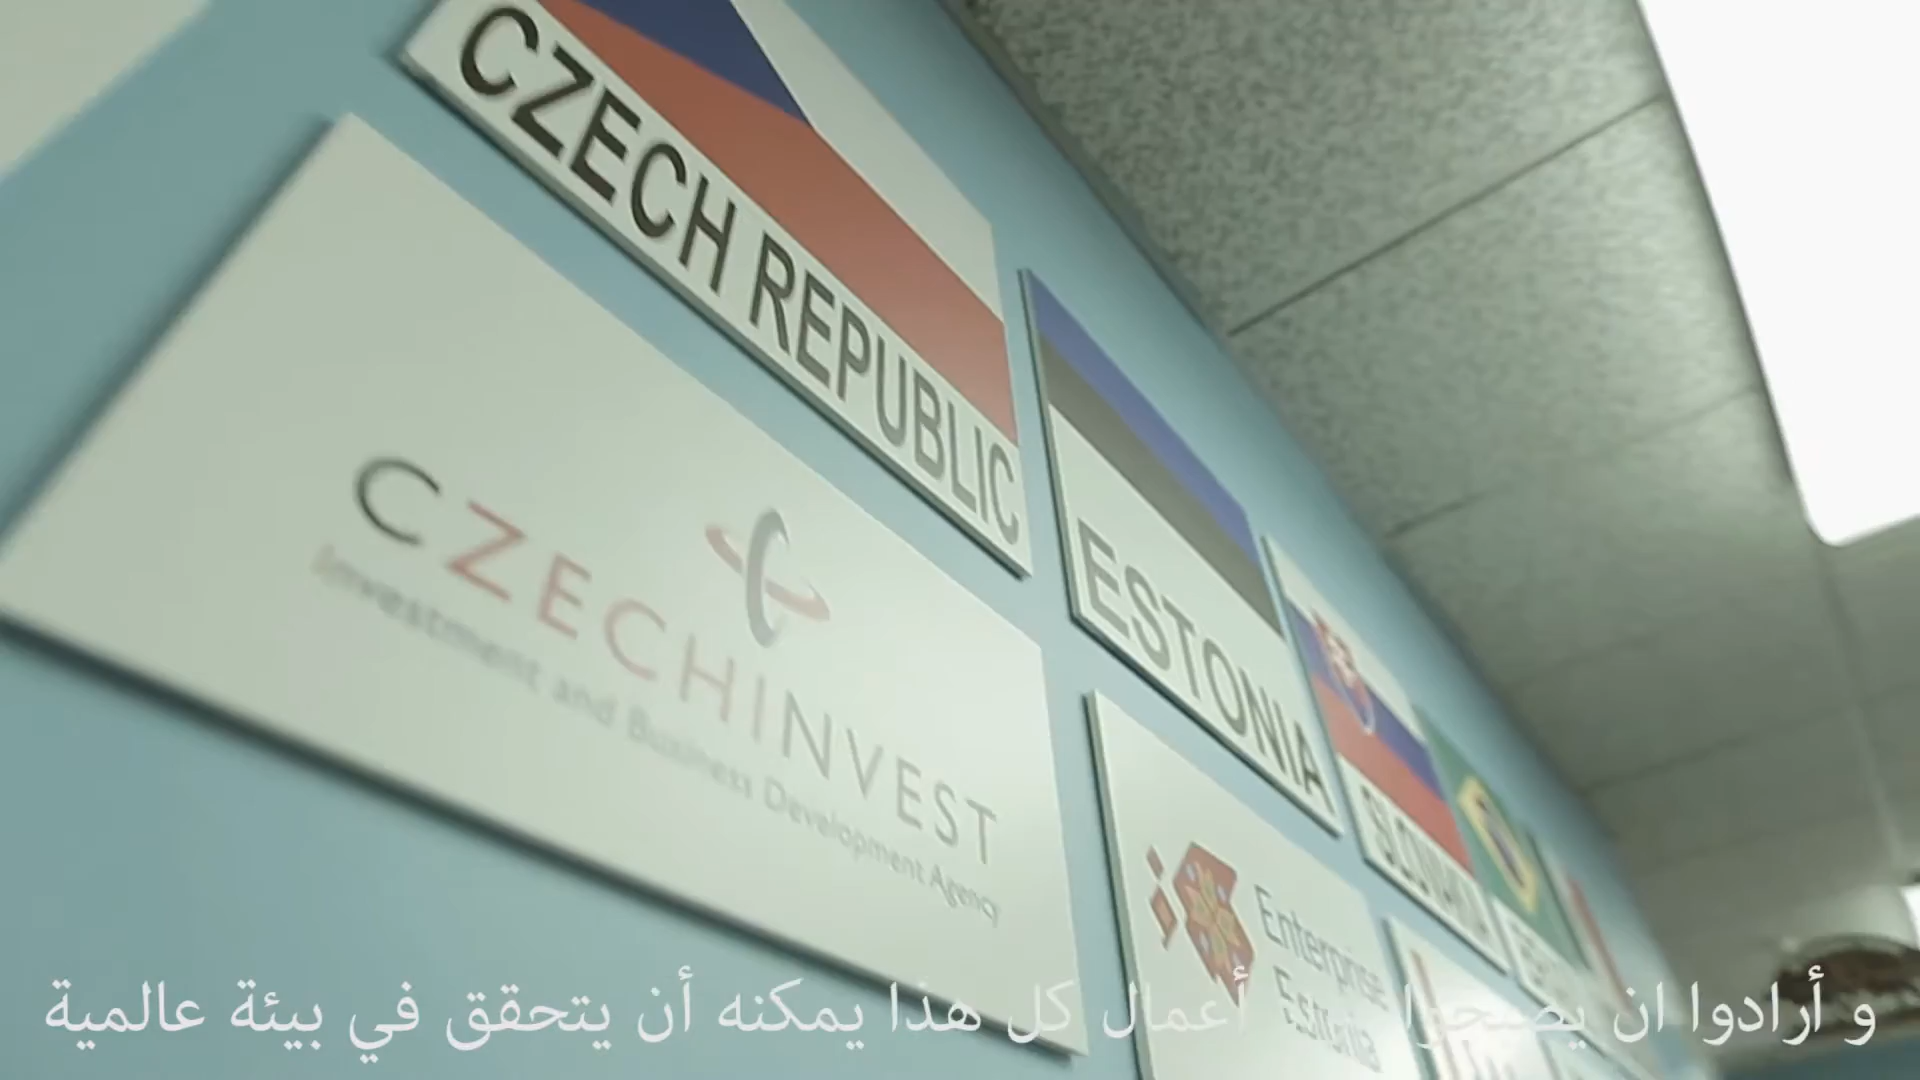 CZECH REPUBLIC
CZECHINVEST
Investment and Business Development Agency
ESTONIA
Enterprise
Estonia
SLOVAKIA
و أرادوا ان يصبحوا أعمال كل هذا يمكنه أن يتحقق في بيئة عالمية